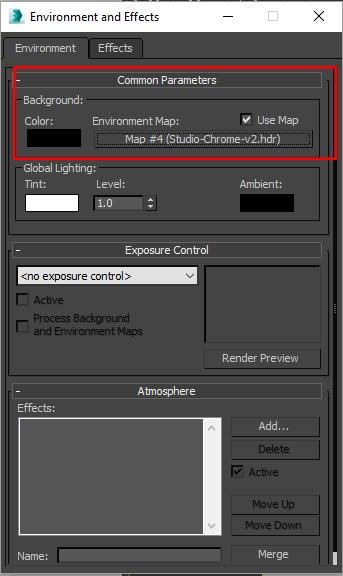 Environment and Effects
Environment Effects
Common Parameters
Background:
Color: Environment Map: Use Map
Map #4 (Studio-Chrome-v2.hdr)
Global Lighting:
Tint: Level: Ambient:
1.0
Exposure Control
<no exposure control>
Active
Process Background
and Environment Maps
Render Preview
Atmosphere
Effects:
Add...
Delete
Active
Move Up
Move Down
Name: Merge